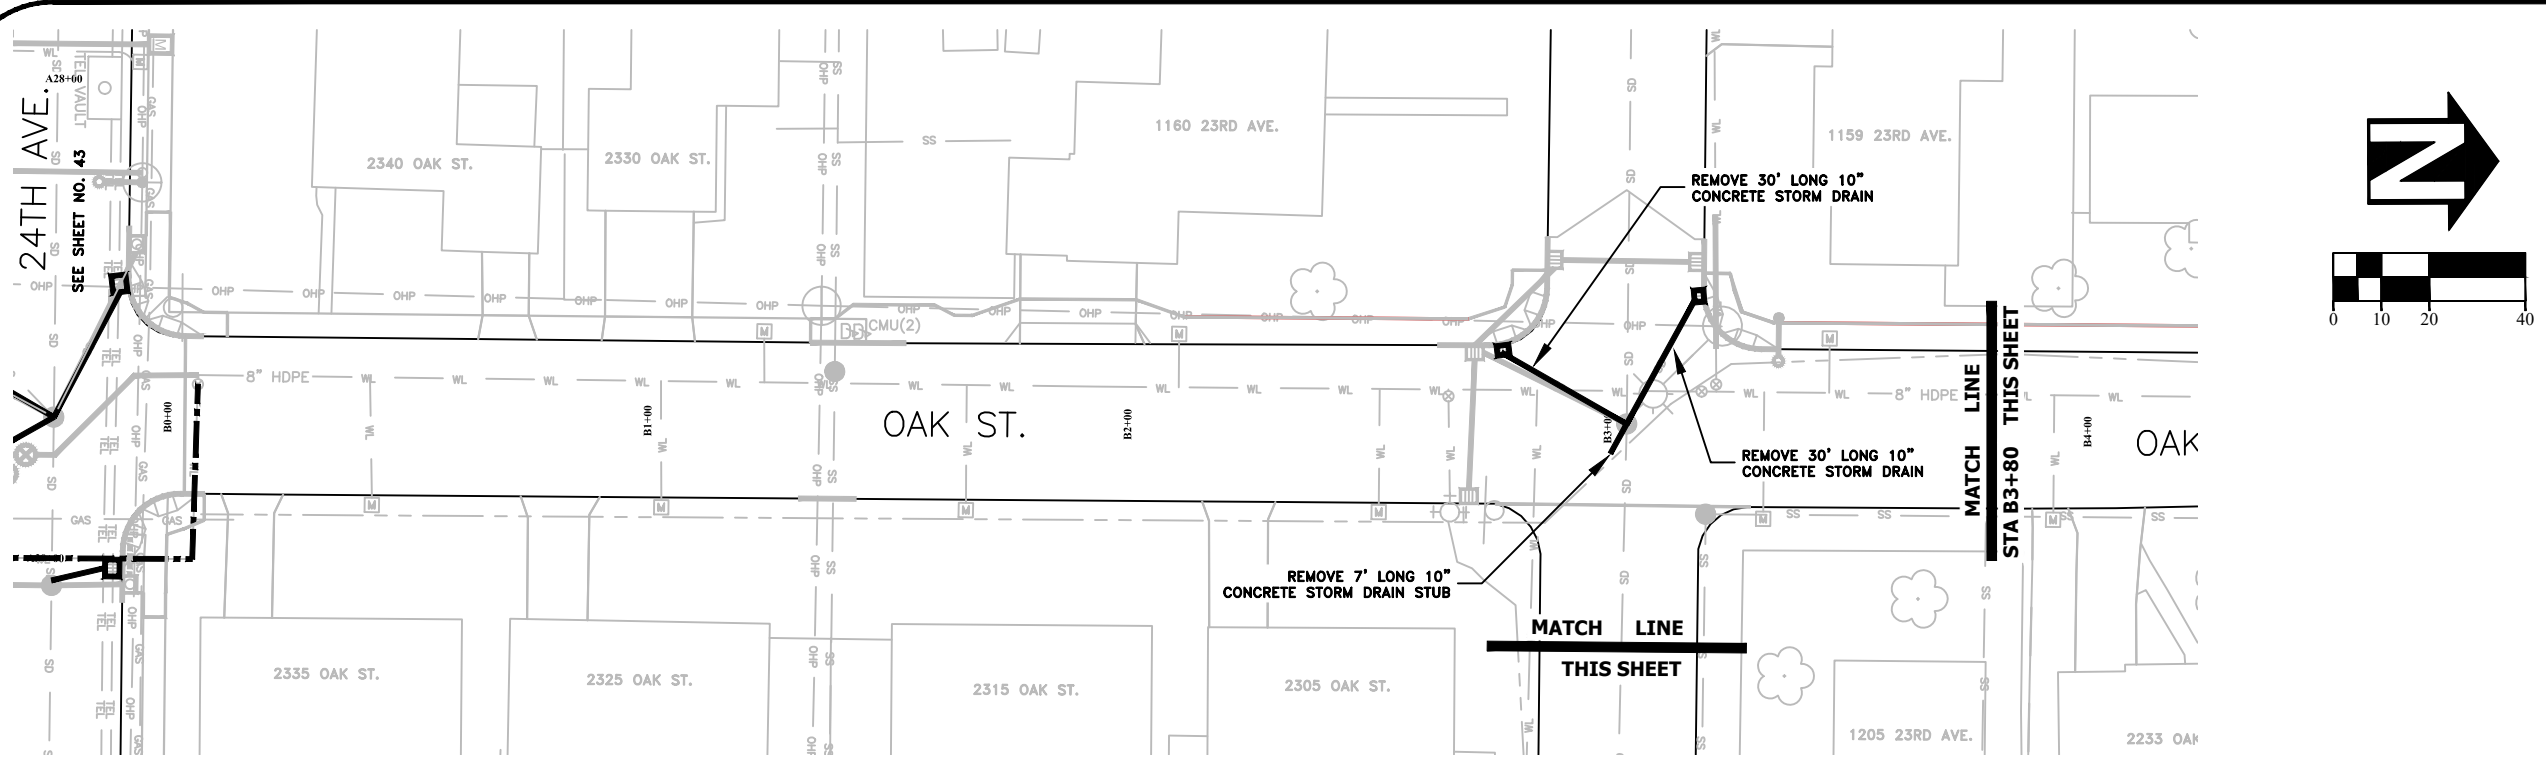 24TH AVE.
SEE SHEET NO. 43
A28+00
TEL VAULT
2340 OAK ST.
2330 OAK ST.
1160 23RD AVE.
1159 23RD AVE.
REMOVE 30' LONG 10"
CONCRETE STORM DRAIN
N
0 10 20 40
CMU(2)
8" HDPE
8" HDPE
B0+00
B1+00
B2+00
B4+00
OAK ST.
OAK
REMOVE 30' LONG 10"
CONCRETE STORM DRAIN
MATCH LINE
STA B3+80 THIS SHEET
REMOVE 7' LONG 10"
CONCRETE STORM DRAIN STUB
MATCH LINE
THIS SHEET
2335 OAK ST.
2325 OAK ST.
2315 OAK ST.
2305 OAK ST.
1205 23RD AVE.
2233 OAK
WL
SD
SS
OHP
GAS
TEL
M